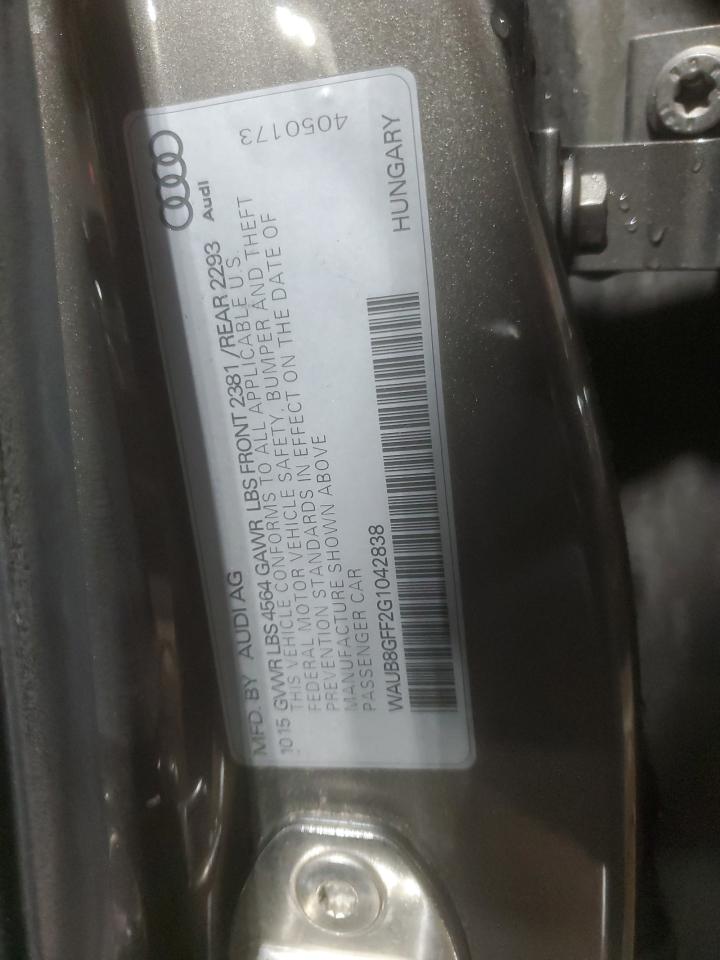 MFD. BY AUDI AG
Audi
10 15 GVWR LBS 4564 GAWR LBS FRONT 2381 /REAR 2293
THIS VEHICLE CONFORMS TO ALL APPLICABLE U.S.
FEDERAL MOTOR VEHICLE SAFETY, BUMPER AND THEFT
PREVENTION STANDARDS IN EFFECT ON THE DATE OF
MANUFACTURE SHOWN ABOVE
PASSENGER CAR
4050173
WAUB8GFF2G1042838
HUNGARY